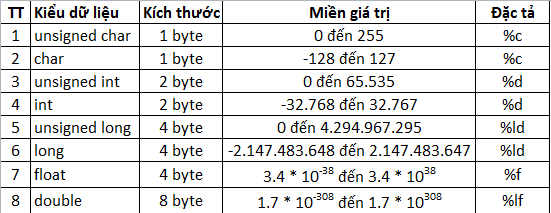 TT Kiểu dữ liệu Kích thước Miền giá trị Đặc tả
1 unsigned char 1 byte 0 đến 255 %c
2 char 1 byte -128 đến 127 %c
3 unsigned int 2 byte 0 đến 65.535 %d
4 int 2 byte -32.768 đến 32.767 %d
5 unsigned long 4 byte 0 đến 4.294.967.295 %ld
6 long 4 byte -2.147.483.648 đến 2.147.483.647 %ld
7 float 4 byte 3.4 * 10⁻³⁸ đến 3.4 * 10³⁸ %f
8 double 8 byte 1.7 * 10⁻³⁰⁸ đến 1.7 * 10³⁰⁸ %lf